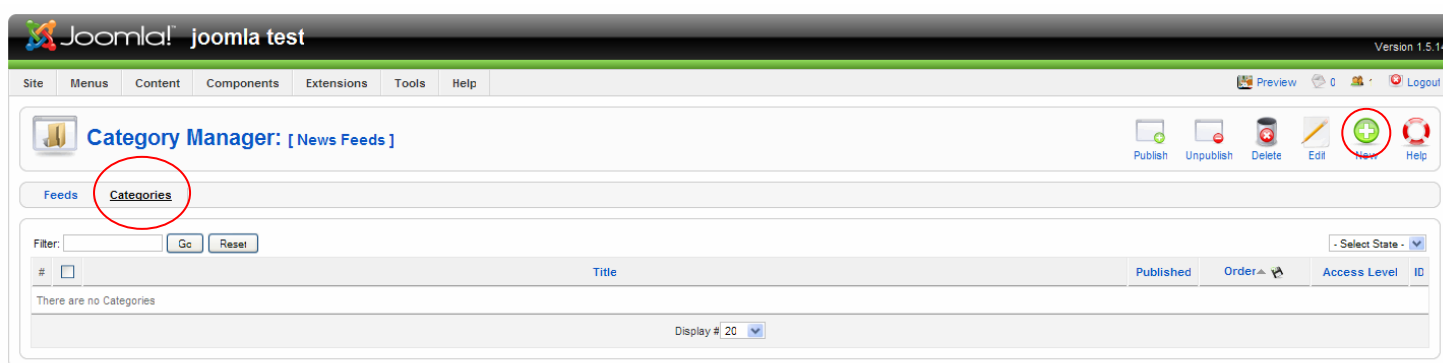 Joomla! joomla test
Version 1.5.14
Site Menus Content Components Extensions Tools Help Preview 0 Logout
Category Manager: [ News Feeds ]
Publish Unpublish Delete Edit New Help
Feeds Categories
Filter: Go Reset - Select State -
# Title Published Order Access Level ID
There are no Categories
Display # 20